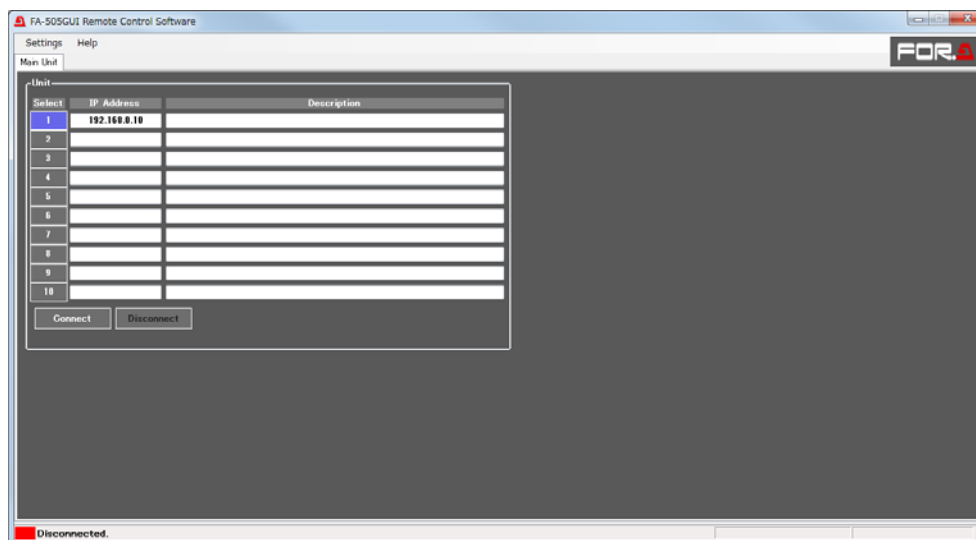 FA-505GUI Remote Control Software
Settings Help
FOR.A
Main Unit
Unit
Select IP Address Description
1 192.168.0.10
2
3
4
5
6
7
8
9
10
Connect Disconnect
Disconnected.